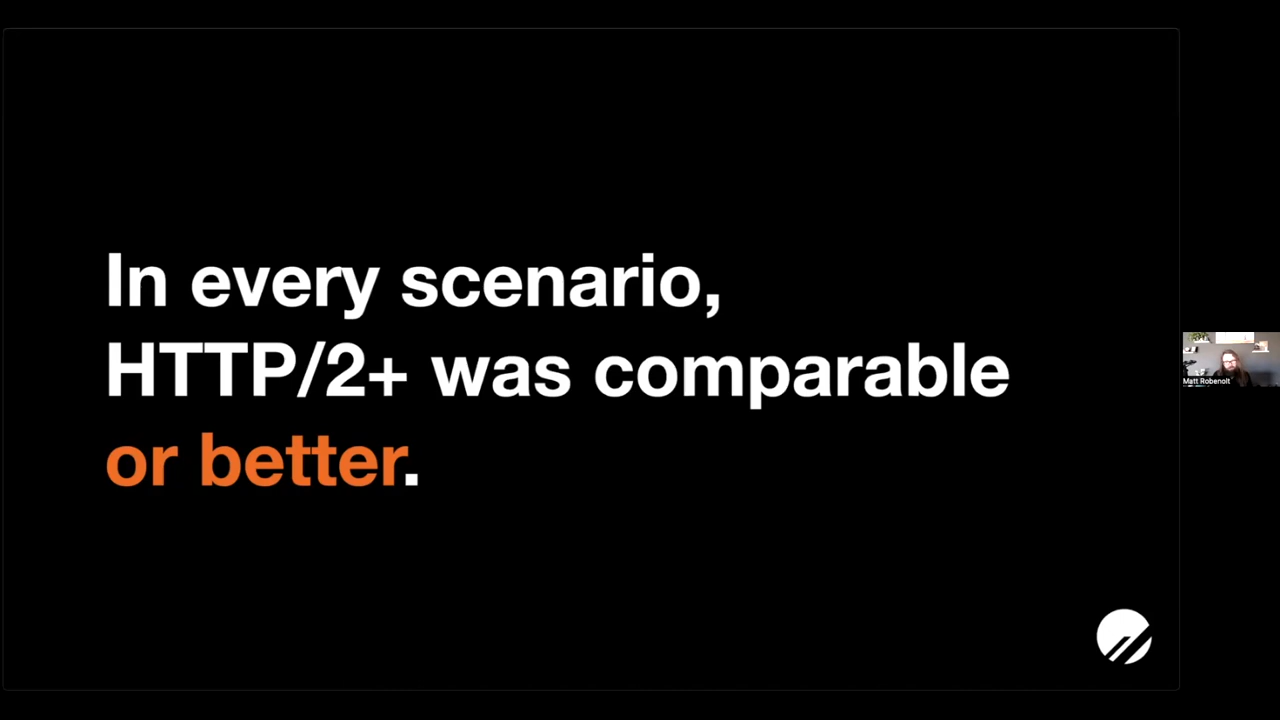 In every scenario,
HTTP/2+ was comparable
or better.
Matt Robenolt